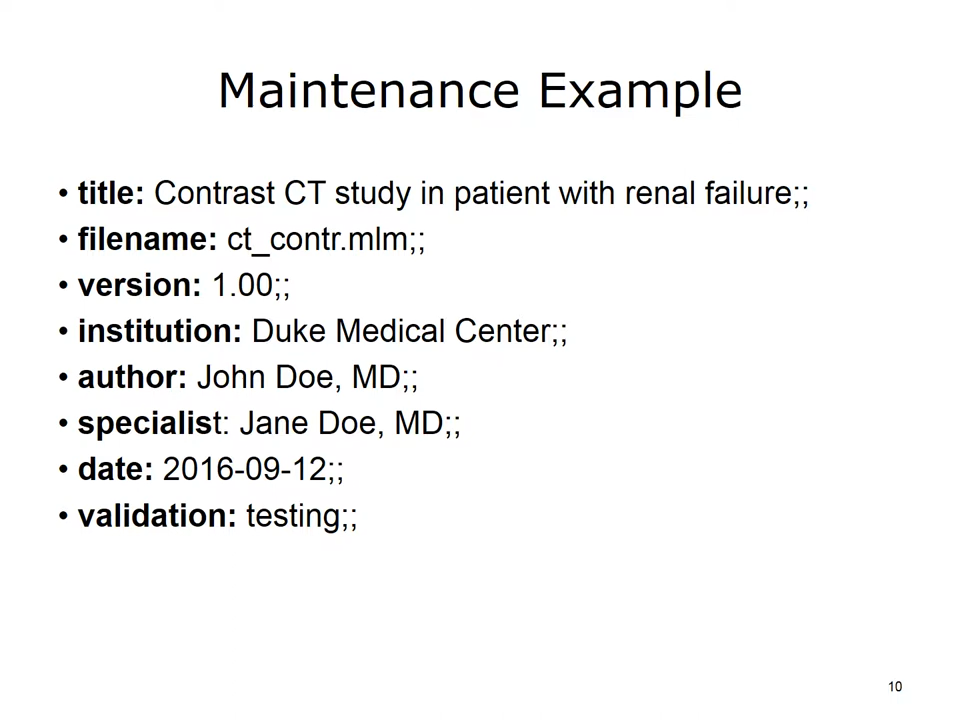 Maintenance Example
• title: Contrast CT study in patient with renal failure;;
• filename: ct_contr.mlm;;
• version: 1.00;;
• institution: Duke Medical Center;;
• author: John Doe, MD;;
• specialist: Jane Doe, MD;;
• date: 2016-09-12;;
• validation: testing;;
10